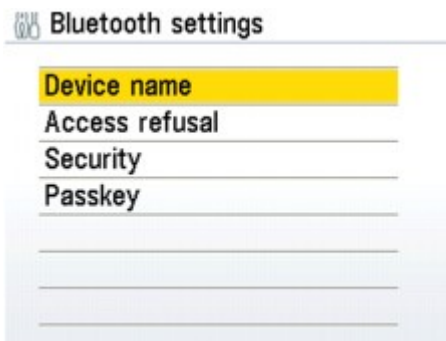 Bluetooth settings
Device name
Access refusal
Security
Passkey